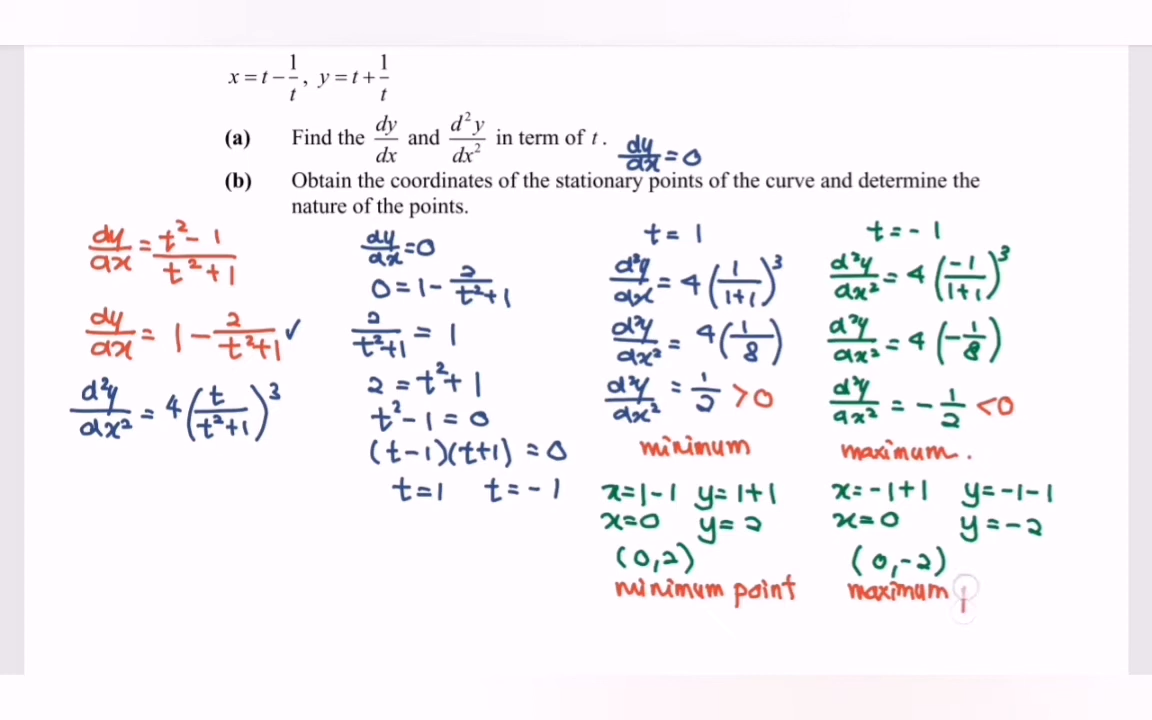 x = t − 1/t, y = t + 1/t
(a) Find the dy/dx and d²y/dx² in term of t.
dy/dx = 0
(b) Obtain the coordinates of the stationary points of the curve and determine the
nature of the points.
dy/dx = t² − 1 / t² + 1
dy/dx = 1 − 2/t²+1 ✓
d²y/dx² = 4(t/t²+1)³
dy/dx = 0
0 = 1 − 2/t²+1
2/t²+1 = 1
2 = t² + 1
t² − 1 = 0
(t−1)(t+1) = 0
t=1 t=−1
t = 1
d²y/dx = 4(1/1+1)³
d²y/dx² = 4(1/8)
d²y/dx² = 1/2 > 0
minimum
x=1−1 y=1+1
x=0 y=2
(0,2)
minimum point
t = −1
d²y/dx² = 4(−1/1+1)³
d²y/dx² = 4(−1/8)
d²y/dx² = −1/2 < 0
maximum.
x=−1+1 y=−1−1
x=0 y=−2
(0,−2)
maximum